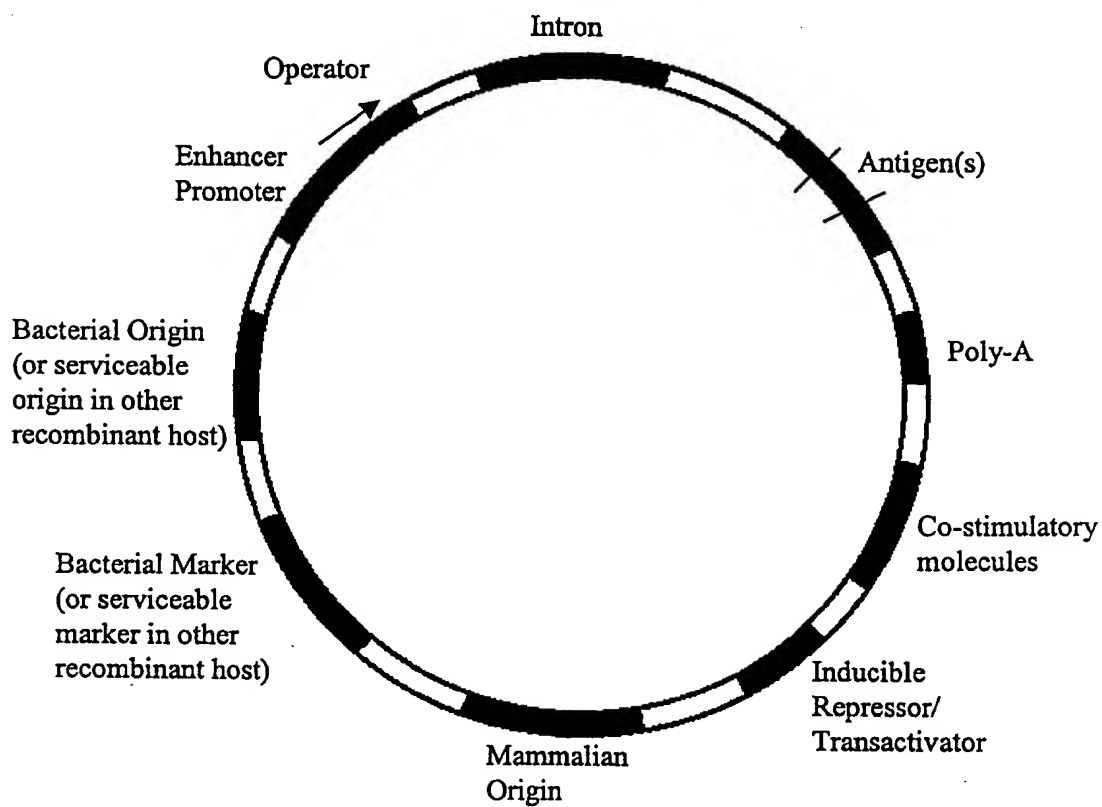 Intron
Operator
Enhancer
Promoter
Antigen(s)
Bacterial Origin
(or serviceable
origin in other
recombinant host)
Poly-A
Co-stimulatory
molecules
Bacterial Marker
(or serviceable
marker in other
recombinant host)
Inducible
Repressor/
Transactivator
Mammalian
Origin